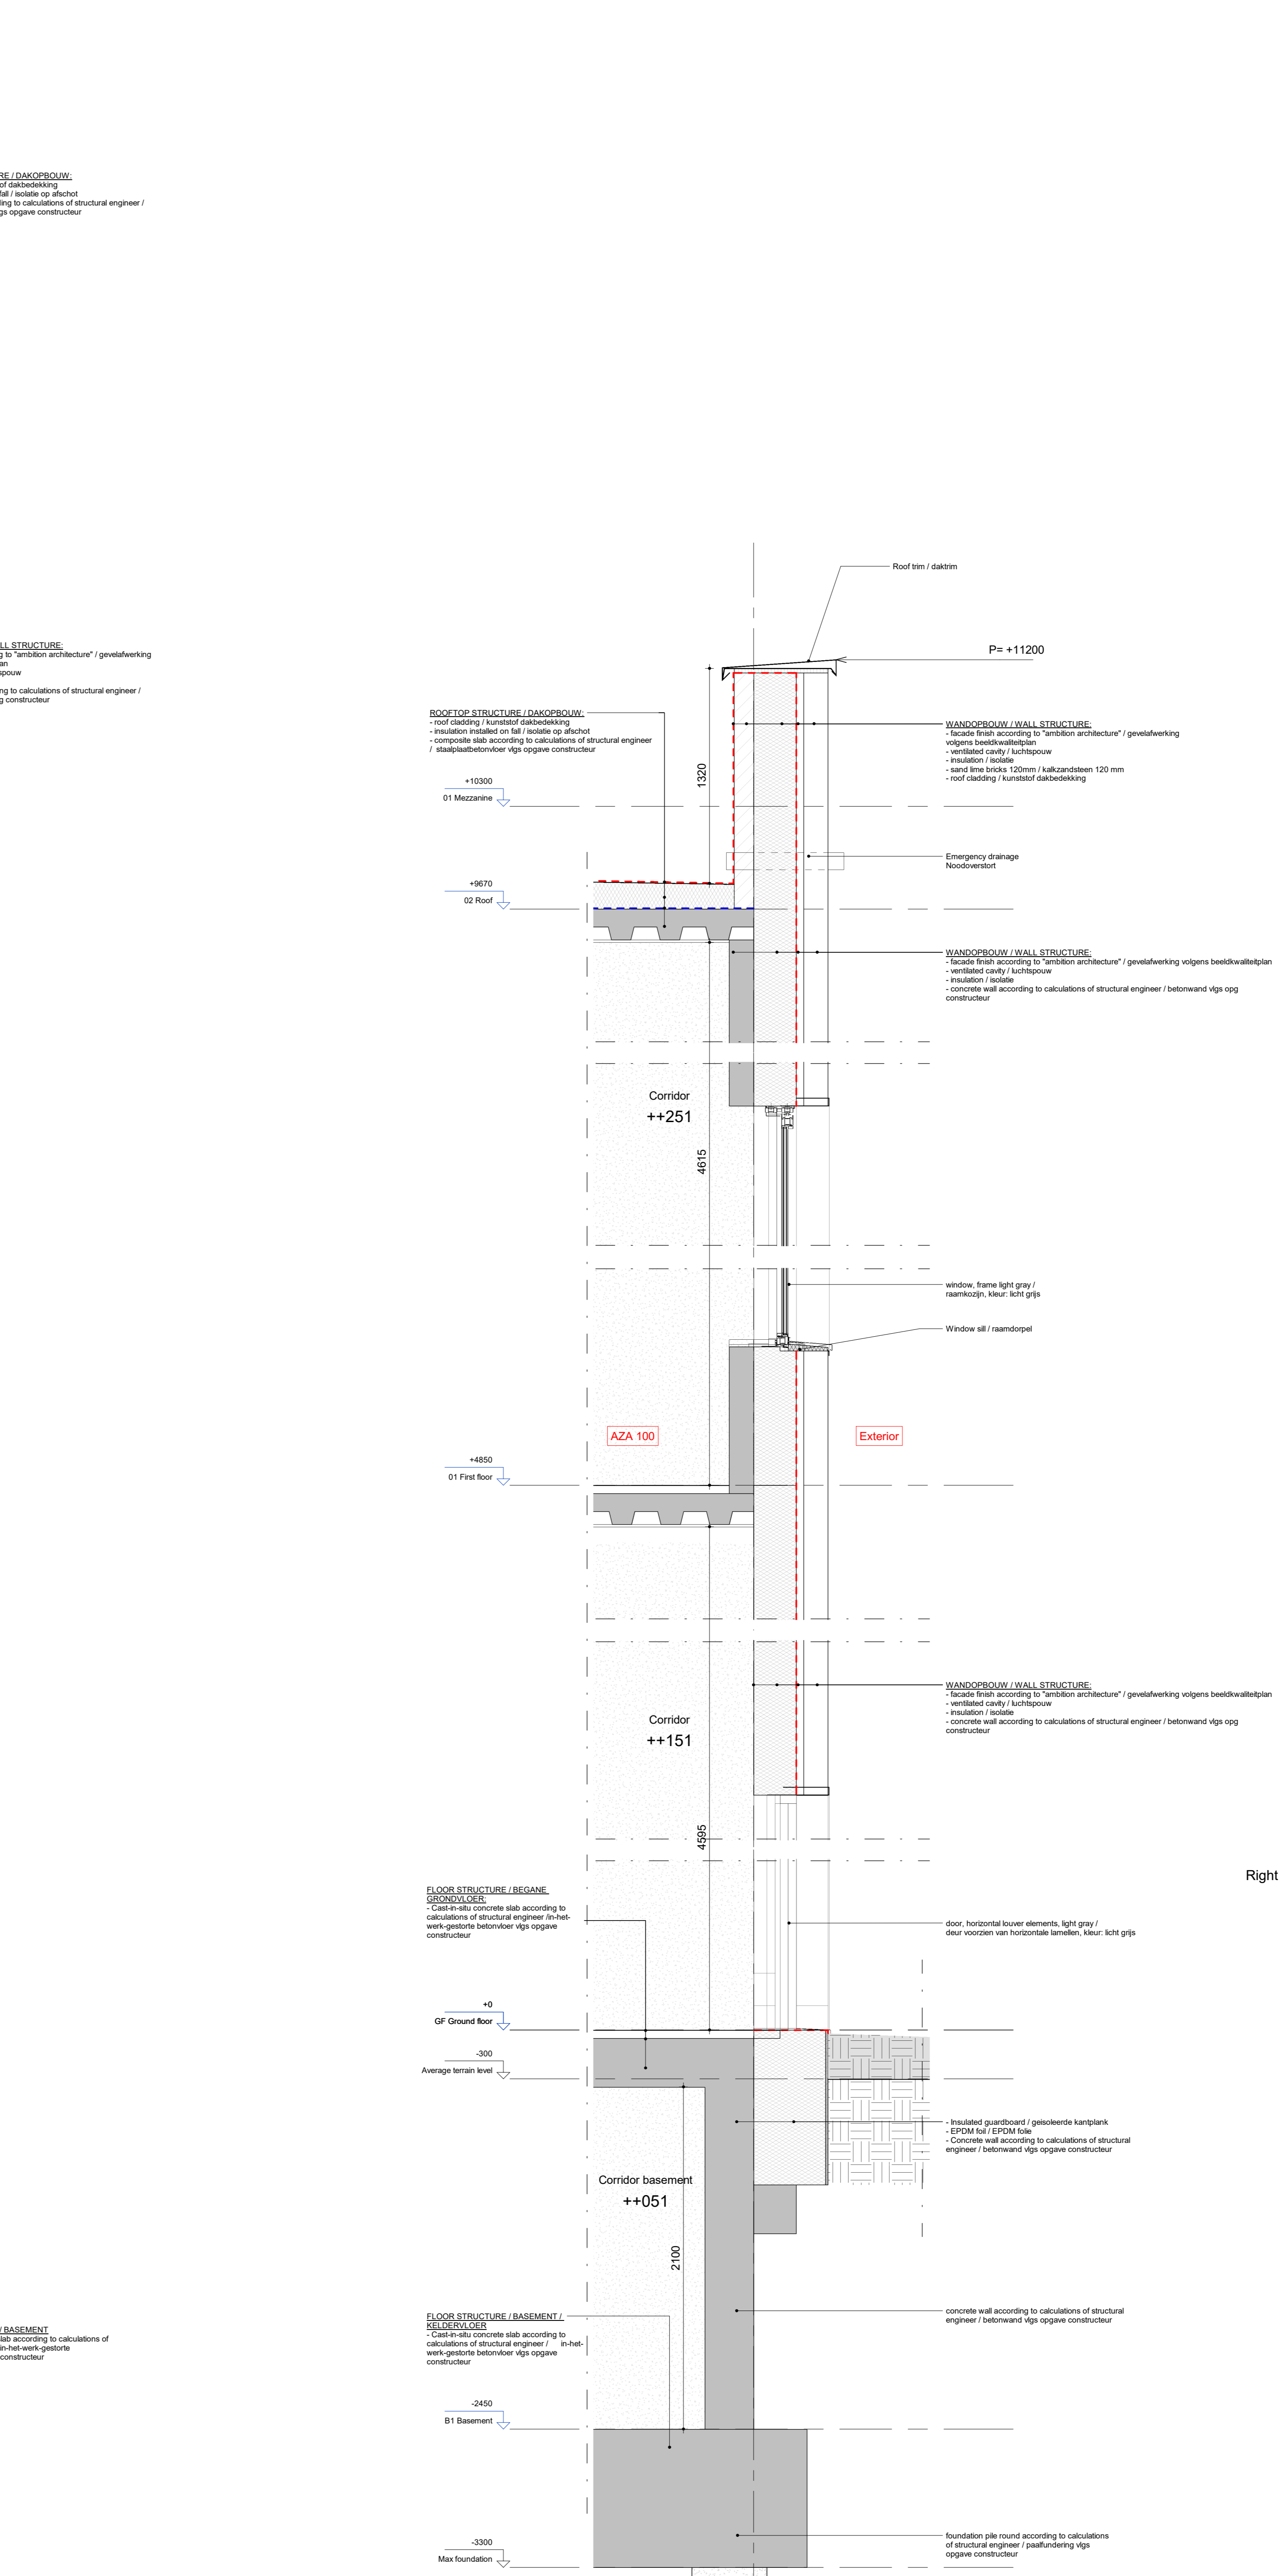 RE / DAKOPBOUW:
of dakbedekking
fall / isolatie op afschot
ding to calculations of structural engineer /
gs opgave constructeur
Roof trim / daktrim
LL STRUCTURE:
g to "ambition architecture" / gevelafwerking
an
spouw
ng to calculations of structural engineer /
g constructeur
P= +11200
ROOFTOP STRUCTURE / DAKOPBOUW:
- roof cladding / kunststof dakbedekking
- insulation installed on fall / isolatie op afschot
- composite slab according to calculations of structural engineer
/ staalplaatbetonvloer vlgs opgave constructeur
WANDOPBOUW / WALL STRUCTURE:
- facade finish according to "ambition architecture" / gevelafwerking
volgens beeldkwaliteitplan
- ventilated cavity / luchtspouw
- insulation / isolatie
- sand lime bricks 120mm / kalkzandsteen 120 mm
- roof cladding / kunststof dakbedekking
1320
+10300
01 Mezzanine
Emergency drainage
Noodoverstort
+9670
02 Roof
WANDOPBOUW / WALL STRUCTURE:
- facade finish according to "ambition architecture" / gevelafwerking volgens beeldkwaliteitplan
- ventilated cavity / luchtspouw
- insulation / isolatie
- concrete wall according to calculations of structural engineer / betonwand vlgs opg
constructeur
Corridor
++251
4615
window, frame light gray /
raamkozijn, kleur: licht grijs
Window sill / raamdorpel
AZA 100
Exterior
+4850
01 First floor
WANDOPBOUW / WALL STRUCTURE:
- facade finish according to "ambition architecture" / gevelafwerking volgens beeldkwaliteitplan
- ventilated cavity / luchtspouw
- insulation / isolatie
- concrete wall according to calculations of structural engineer / betonwand vlgs opg
constructeur
Corridor
++151
4595
Right
FLOOR STRUCTURE / BEGANE
GRONDVLOER:
- Cast-in-situ concrete slab according to
calculations of structural engineer /in-het-
werk-gestorte betonvloer vlgs opgave
constructeur
door, horizontal louver elements, light gray /
deur voorzien van horizontale lamellen, kleur: licht grijs
+0
GF Ground floor
-300
Average terrain level
- Insulated guardboard / geisoleerde kantplank
- EPDM foil / EPDM folie
- Concrete wall according to calculations of structural
engineer / betonwand vlgs opgave constructeur
Corridor basement
++051
2100
concrete wall according to calculations of structural
engineer / betonwand vlgs opgave constructeur
/ BASEMENT
slab according to calculations of
in-het-werk-gestorte
constructeur
FLOOR STRUCTURE / BASEMENT /
KELDERVLOER
- Cast-in-situ concrete slab according to
calculations of structural engineer / in-het-
werk-gestorte betonvloer vlgs opgave
constructeur
-2450
B1 Basement
foundation pile round according to calculations
of structural engineer / paalfundering vlgs
opgave constructeur
-3300
Max foundation